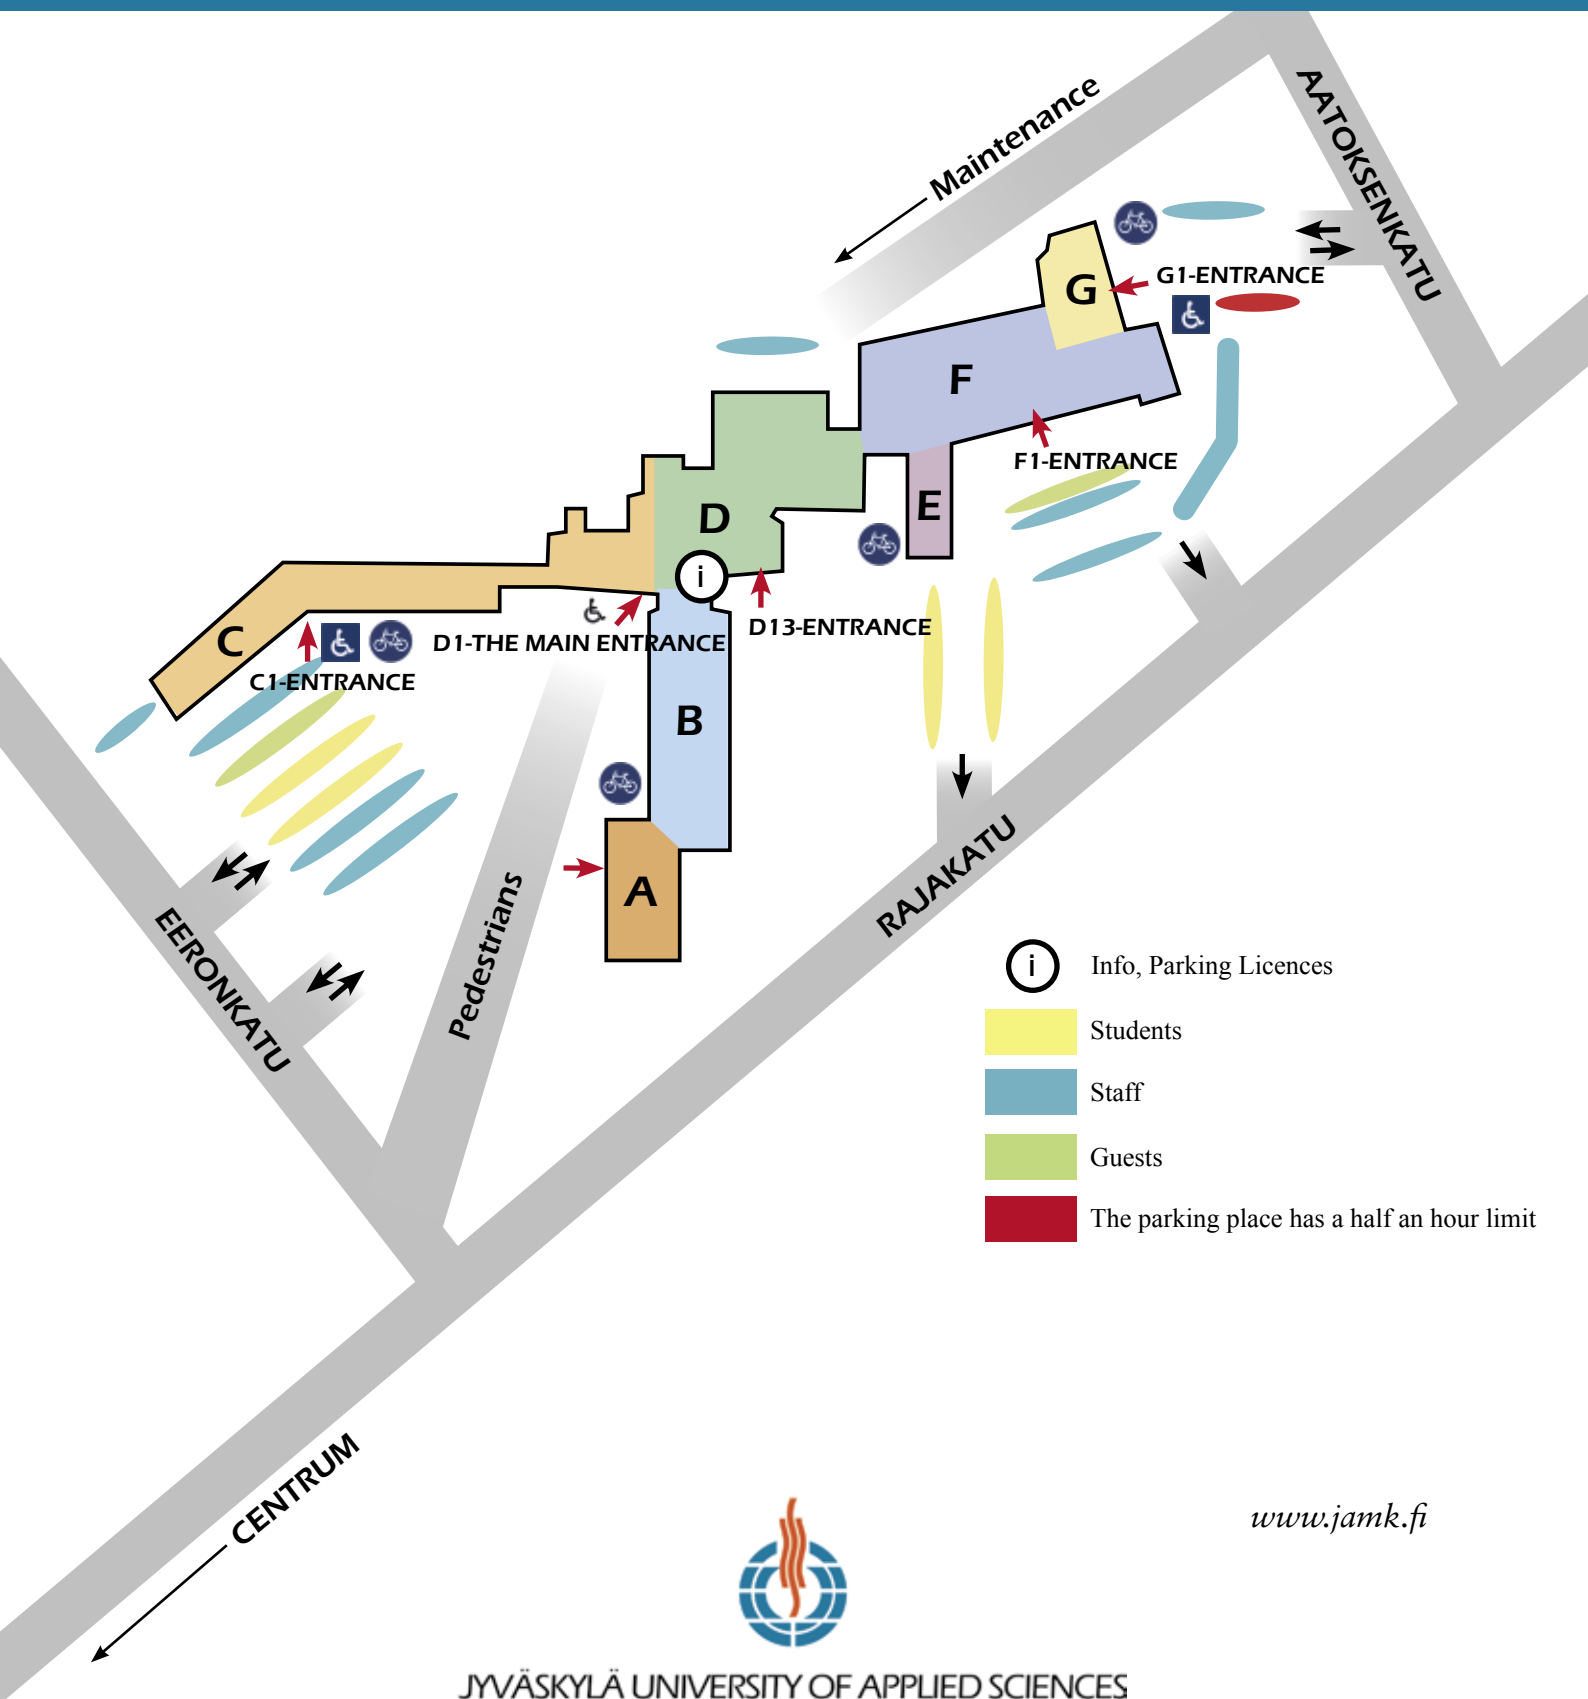 Maintenance
AATOKSENKATU
G
G1-ENTRANCE
F
F1-ENTRANCE
E
D
i
D13-ENTRANCE
D1-THE MAIN ENTRANCE
C
C1-ENTRANCE
B
A
Pedestrians
EERONKATU
RAJAKATU
i Info, Parking Licences
Students
Staff
Guests
The parking place has a half an hour limit
CENTRUM
www.jamk.fi
JYVÄSKYLÄ UNIVERSITY OF APPLIED SCIENCES